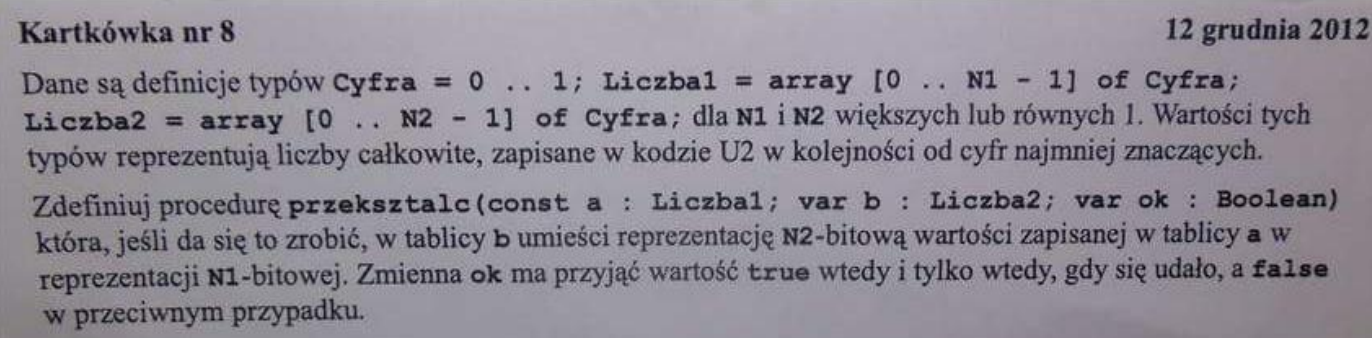 Kartkówka nr 8 12 grudnia 2012
Dane są definicje typów Cyfra = 0 .. 1; Liczba1 = array [0 .. N1 - 1] of Cyfra;
Liczba2 = array [0 .. N2 - 1] of Cyfra; dla N1 i N2 większych lub równych 1. Wartości tych
typów reprezentują liczby całkowite, zapisane w kodzie U2 w kolejności od cyfr najmniej znaczących.
Zdefiniuj procedurę przeksztalc(const a : Liczba1; var b : Liczba2; var ok : Boolean)
która, jeśli da się to zrobić, w tablicy b umieści reprezentację N2-bitową wartości zapisanej w tablicy a w
reprezentacji N1-bitowej. Zmienna ok ma przyjąć wartość true wtedy i tylko wtedy, gdy się udało, a false
w przeciwnym przypadku.